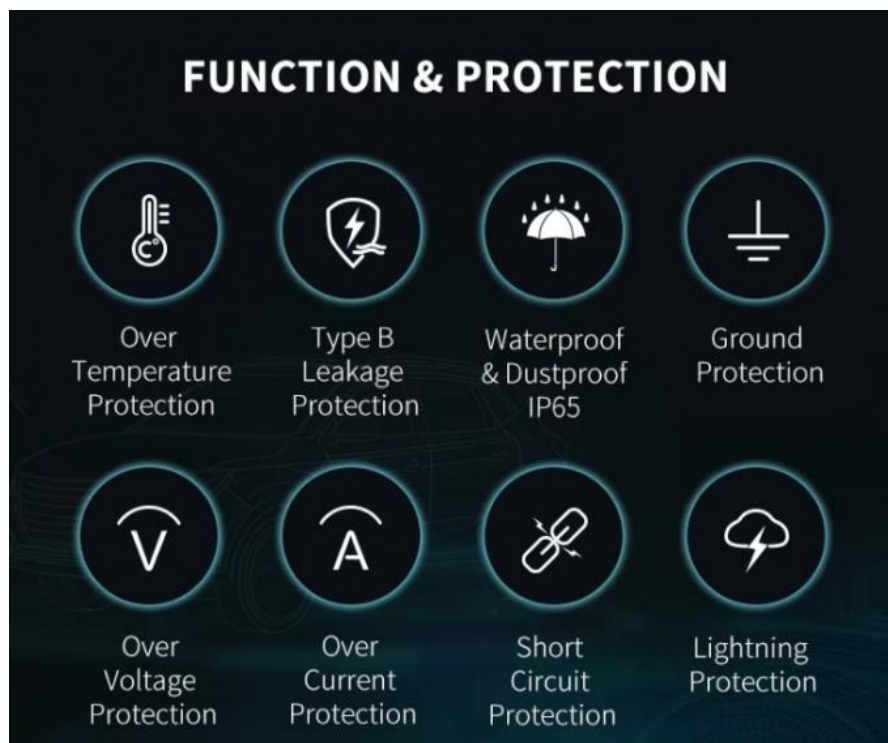 FUNCTION & PROTECTION
Over
Temperature
Protection
Type B
Leakage
Protection
Waterproof
& Dustproof
IP65
Ground
Protection
Over
Voltage
Protection
Over
Current
Protection
Short
Circuit
Protection
Lightning
Protection
C°
V
A